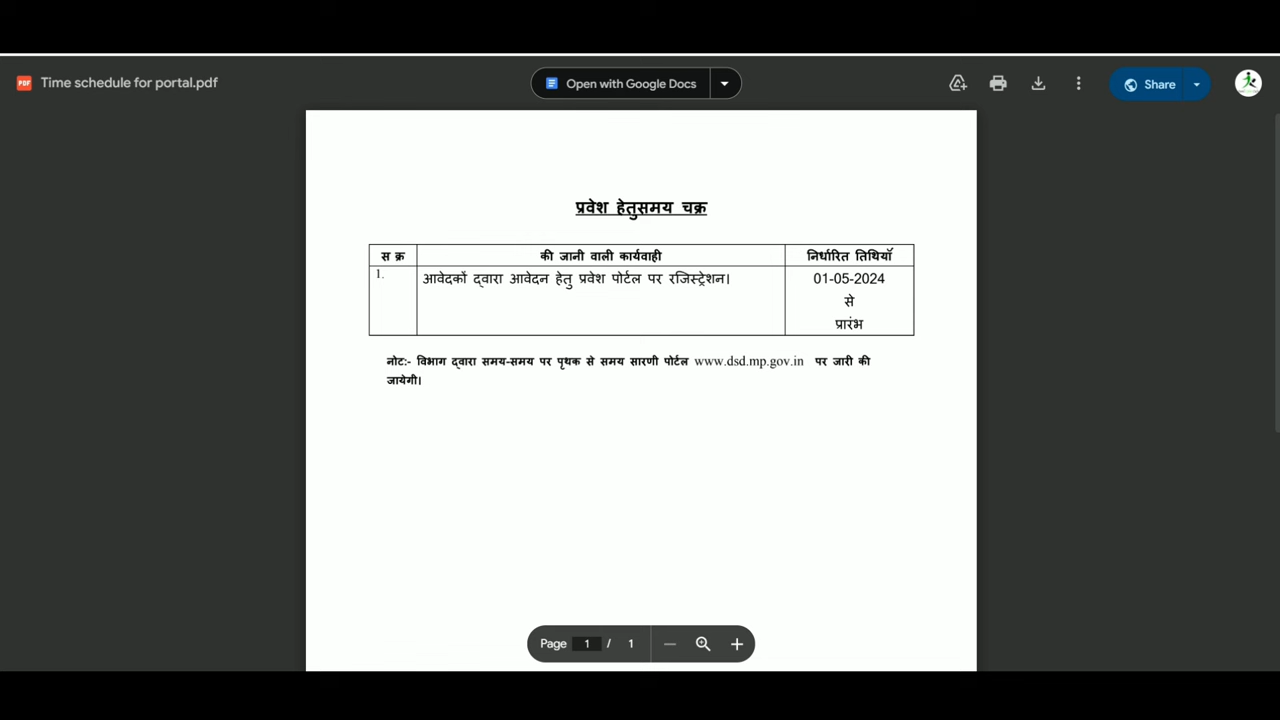 PDF Time schedule for portal.pdf
Open with Google Docs
Share
प्रवेश हेतुसमय चक्र
स क्र की जानी वाली कार्यवाही निर्धारित तिथियाँ
1. आवेदकों द्वारा आवेदन हेतु प्रवेश पोर्टल पर रजिस्ट्रेशन। 01-05-2024
से
प्रारंभ
नोट:- विभाग द्वारा समय-समय पर पृथक से समय सारणी पोर्टल www.dsd.mp.gov.in पर जारी की
जायेगी।
Page 1 / 1